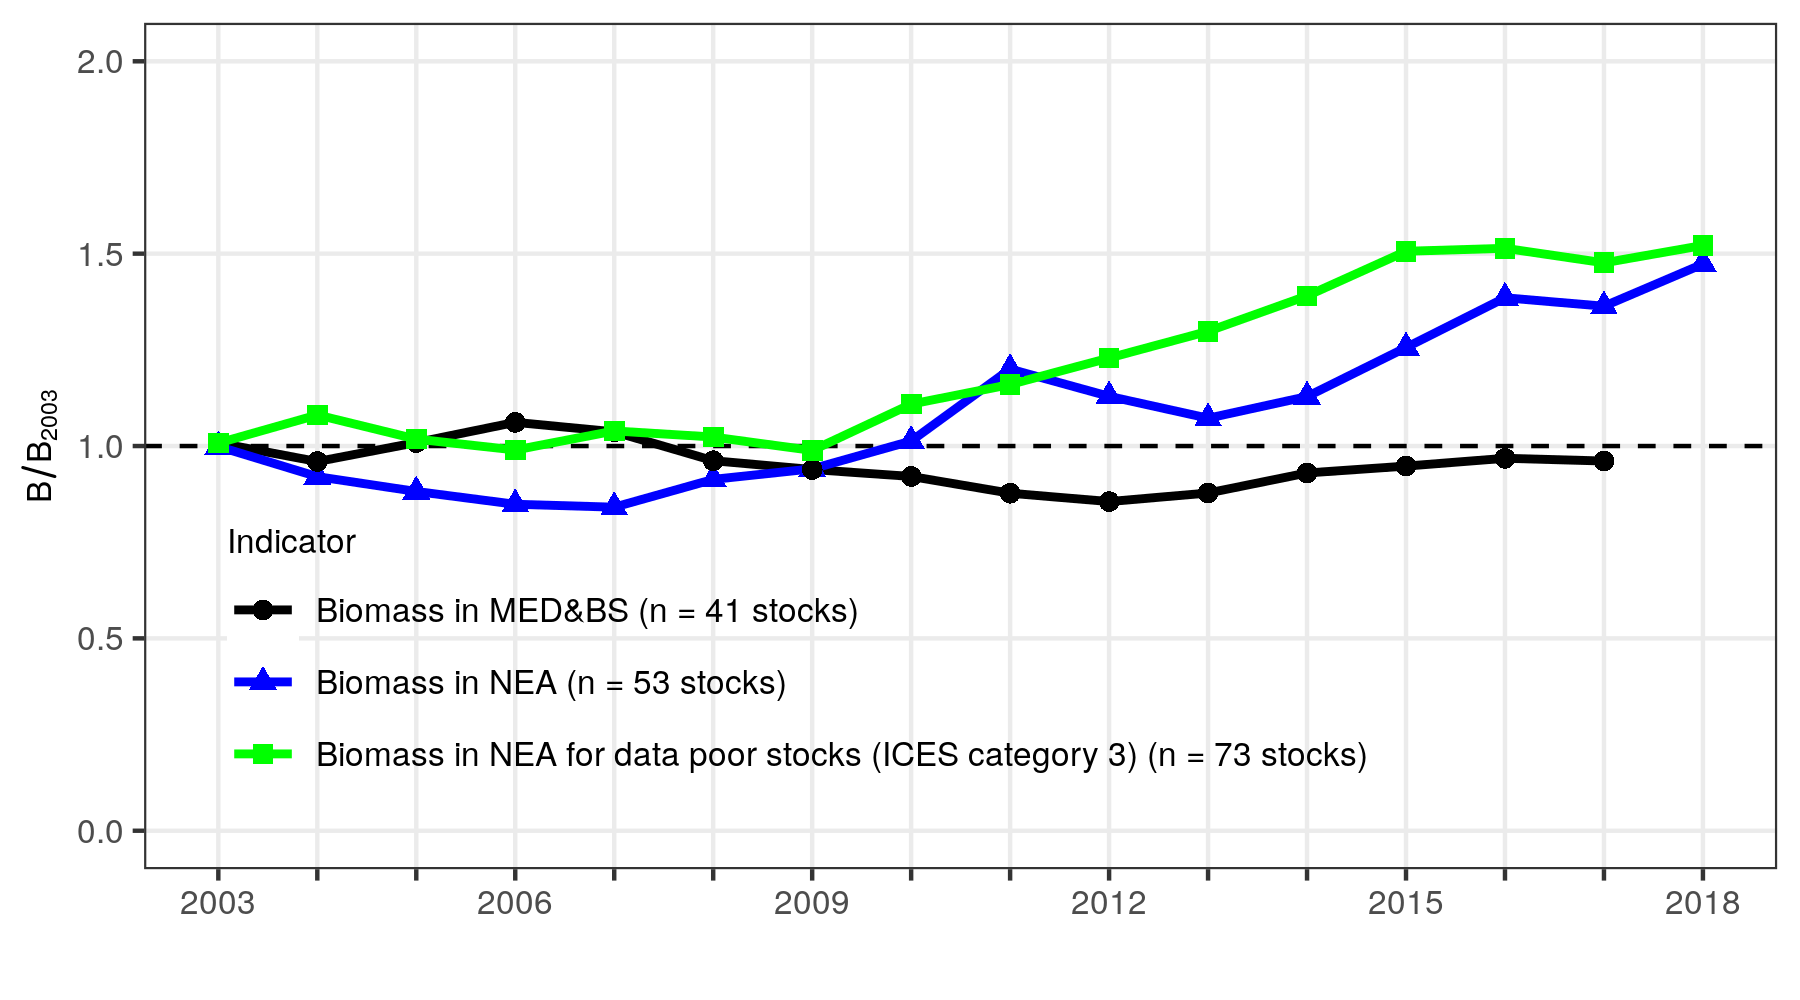 2.0
1.5
1.0
0.5
0.0
B/B2003
Indicator
Biomass in MED&BS (n = 41 stocks)
Biomass in NEA (n = 53 stocks)
Biomass in NEA for data poor stocks (ICES category 3) (n = 73 stocks)
2003 2006 2009 2012 2015 2018